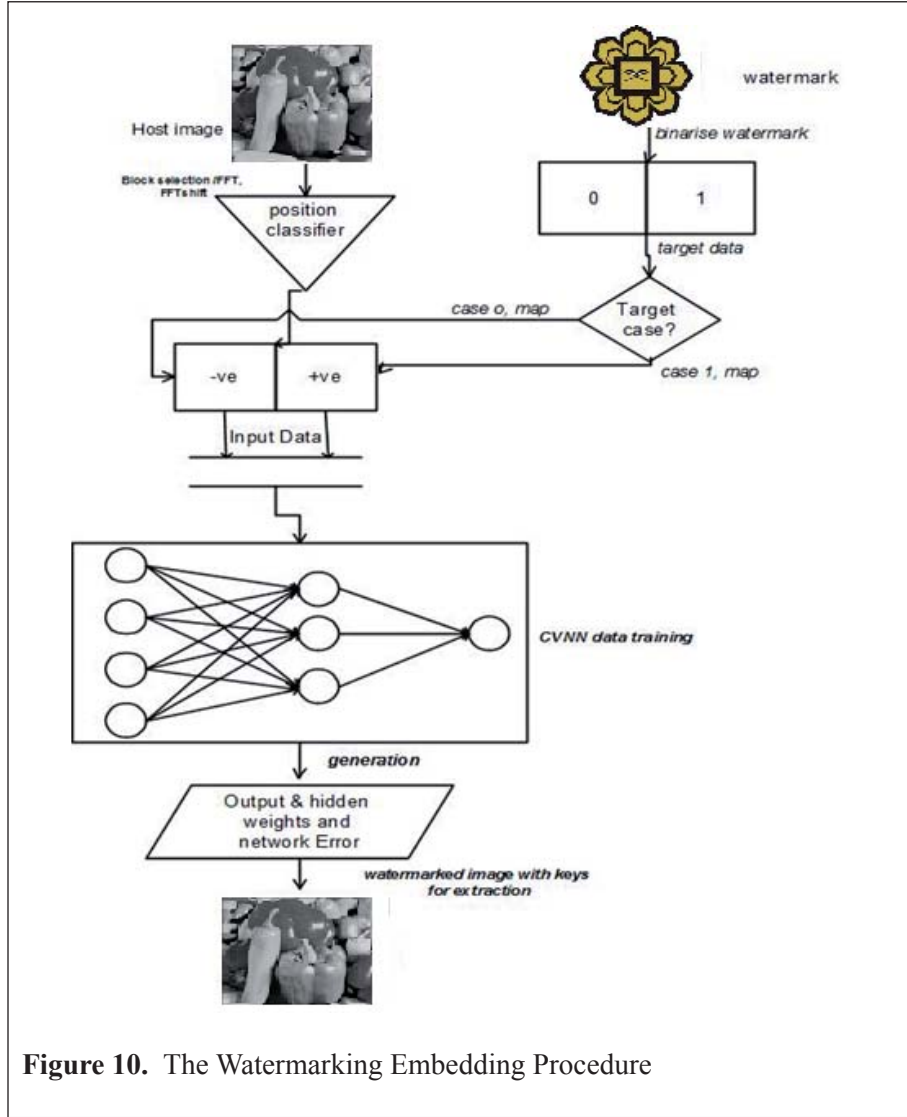 watermark
Host image
binarise watermark
Block selection /FFT,
FFTshift
position
classifier
0 1
target data
Target
case?
case o, map
case 1, map
-ve +ve
Input Data
CVNN data training
generation
Output & hidden
weights and
network Error
watermarked image with keys
for extraction
Figure 10. The Watermarking Embedding Procedure